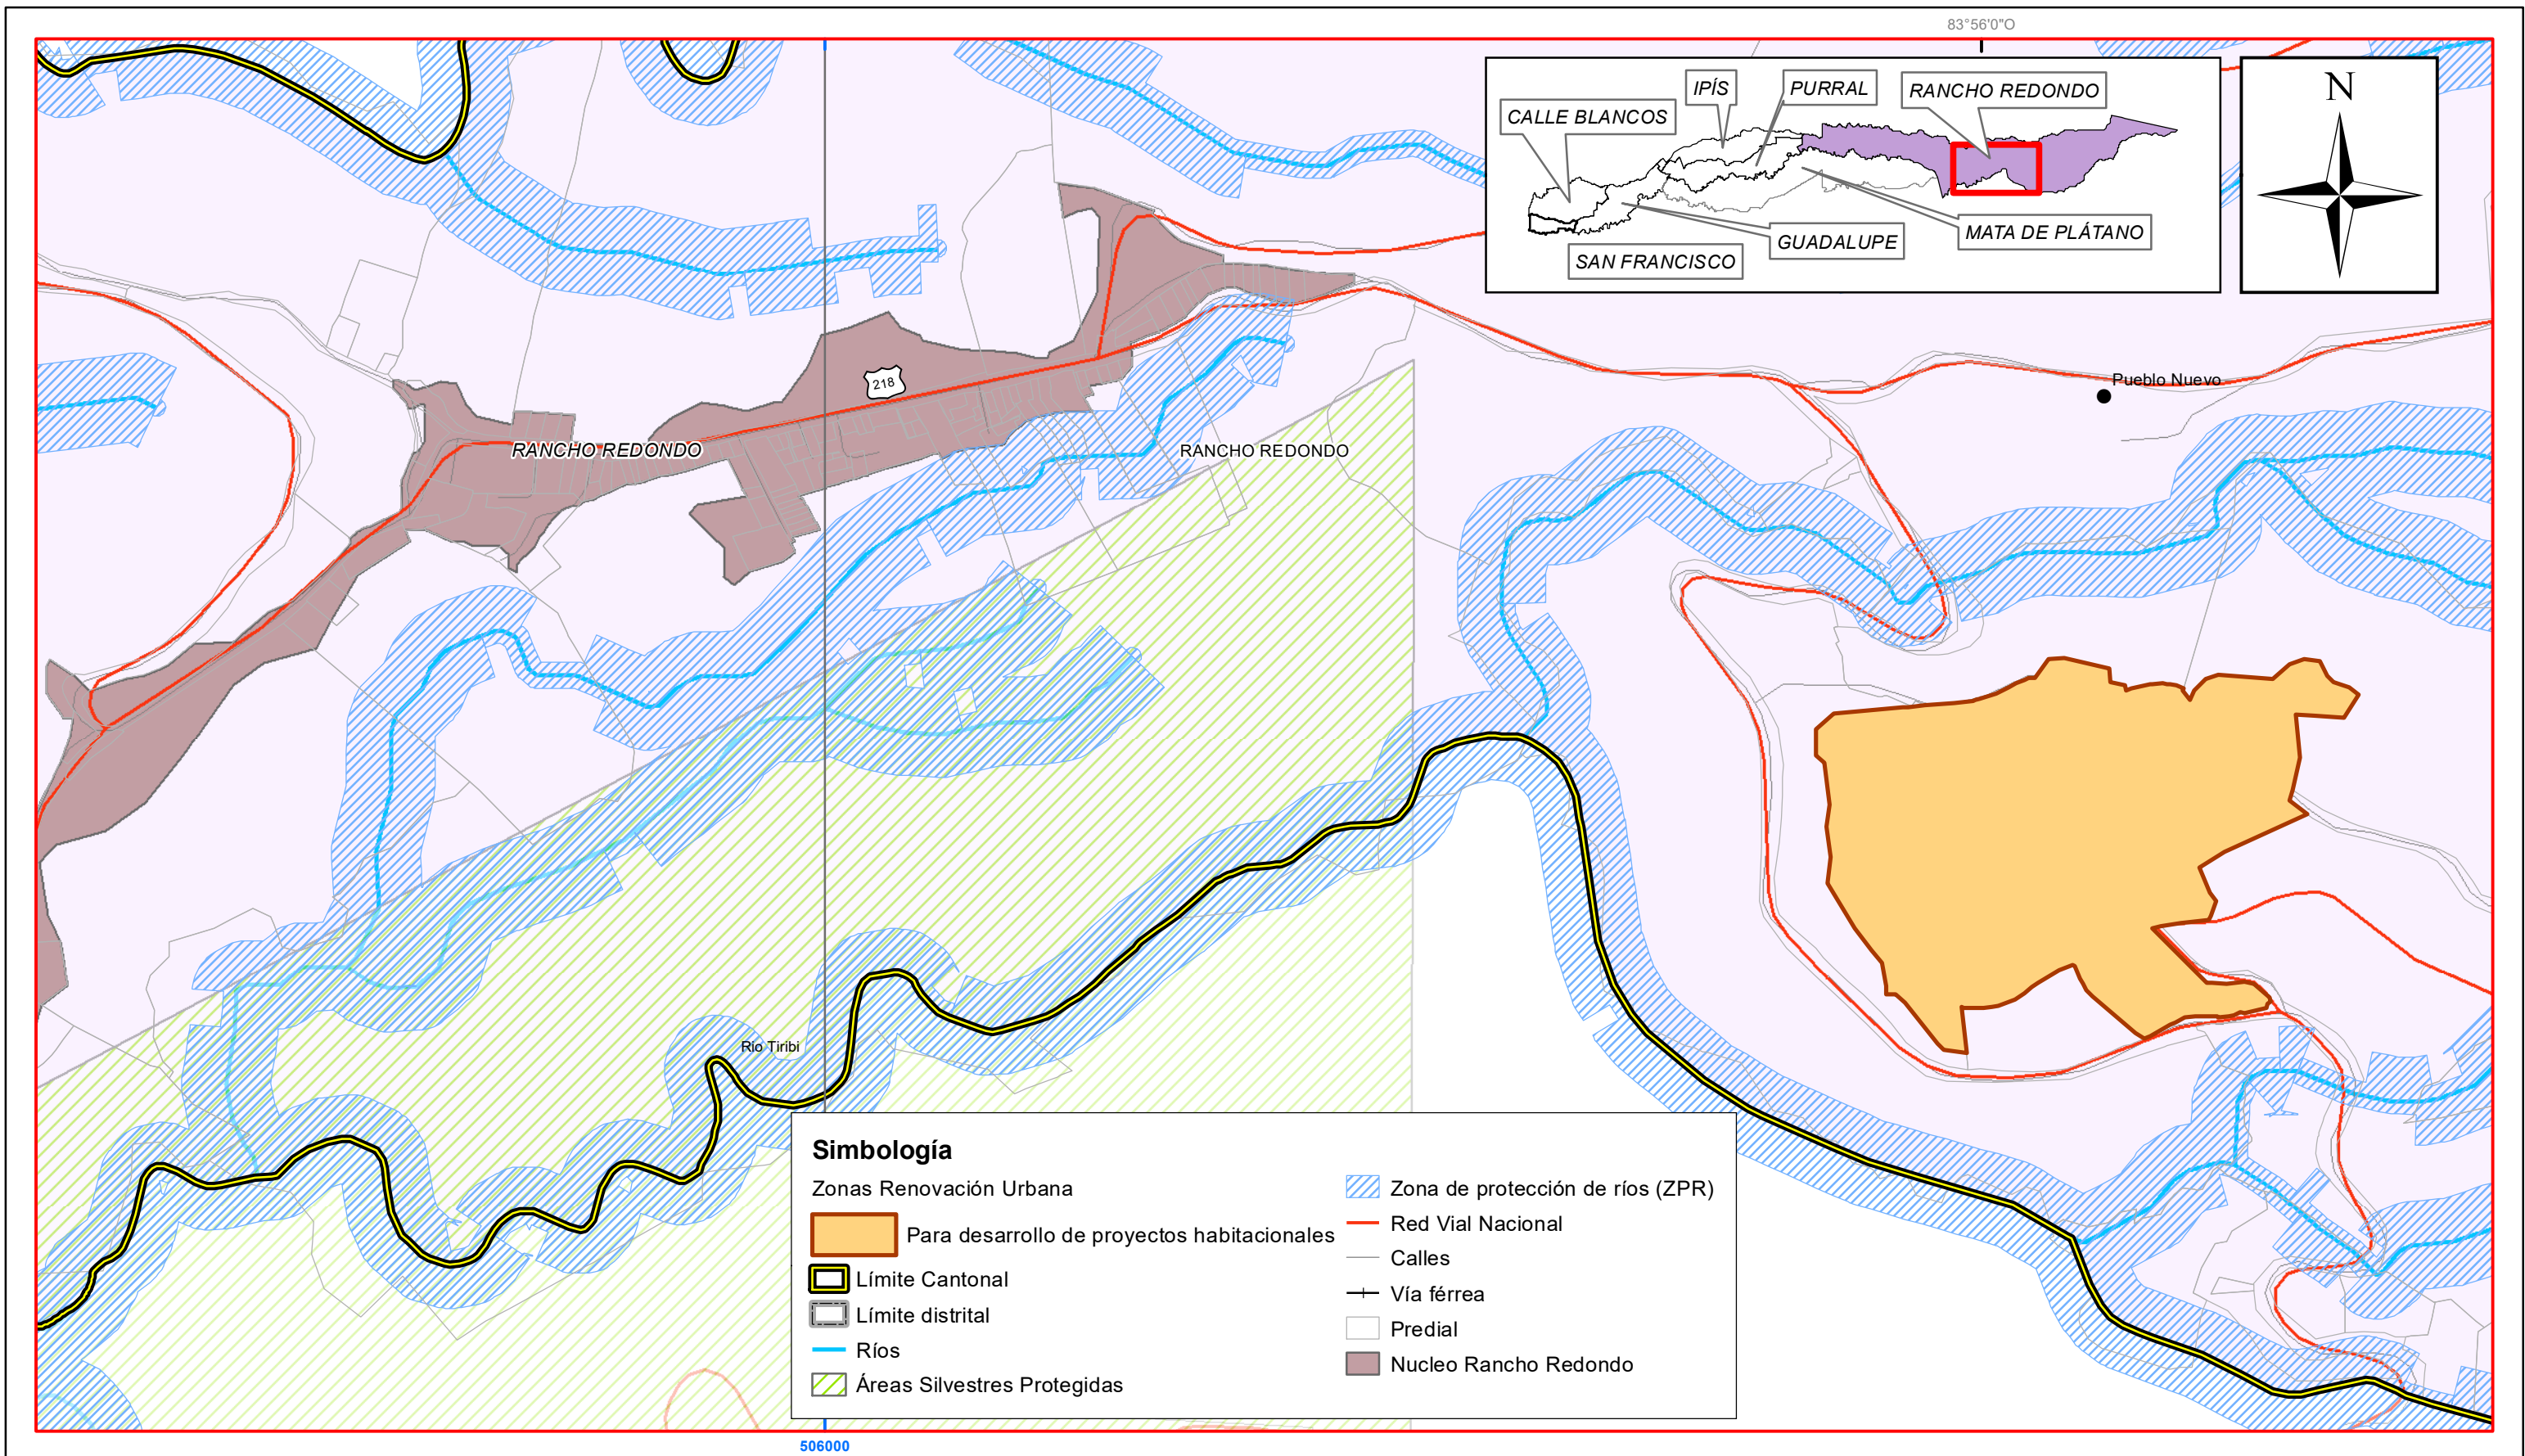 83°56'0"O
IPÍS
PURRAL
RANCHO REDONDO
CALLE BLANCOS
MATA DE PLÁTANO
GUADALUPE
SAN FRANCISCO
N
218
Pueblo Nuevo
RANCHO REDONDO
RANCHO REDONDO
Rio Tiribi
Simbología
Zonas Renovación Urbana
Para desarrollo de proyectos habitacionales
Límite Cantonal
Límite distrital
Ríos
Áreas Silvestres Protegidas
Zona de protección de ríos (ZPR)
Red Vial Nacional
Calles
Vía férrea
Predial
Nucleo Rancho Redondo
506000